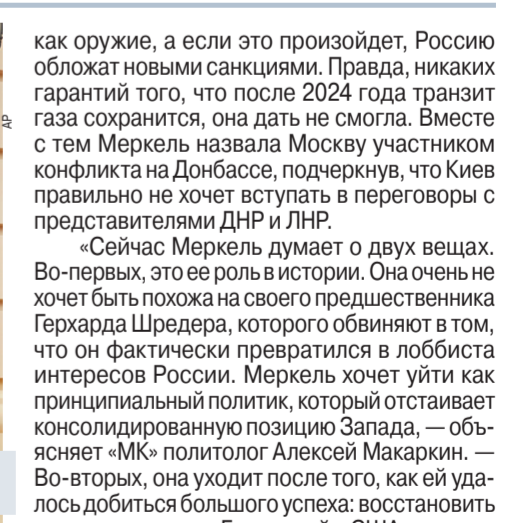 как оружие, а если это произойдет, Россию
обложат новыми санкциями. Правда, никаких
гарантий того, что после 2024 года транзит
газа сохранится, она дать не смогла. Вместе
с тем Меркель назвала Москву участником
конфликта на Донбассе, подчеркнув, что Киев
правильно не хочет вступать в переговоры с
представителями ДНР и ЛНР.
«Сейчас Меркель думает о двух вещах.
Во-первых, это ее роль в истории. Она очень не
хочет быть похожа на своего предшественника
Герхарда Шредера, которого обвиняют в том,
что он фактически превратился в лоббиста
интересов России. Меркель хочет уйти как
принципиальный политик, который отстаивает
консолидированную позицию Запада, — объ-
ясняет «МК» политолог Алексей Макаркин. —
Во-вторых, она уходит после того, как ей уда-
лось добиться большого успеха: восстановить
AP